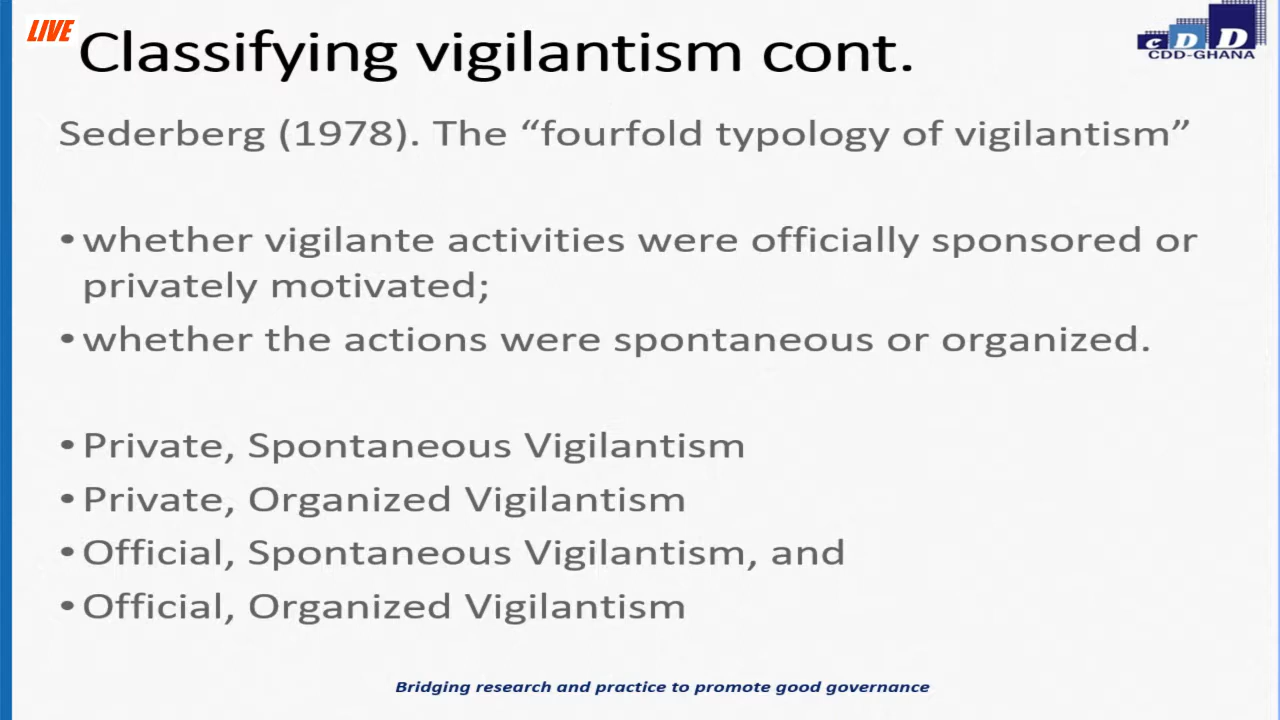 LIVE
Classifying vigilantism cont.
CDD
CDD-GHANA
Sederberg (1978). The “fourfold typology of vigilantism”
• whether vigilante activities were officially sponsored or
privately motivated;
• whether the actions were spontaneous or organized.
• Private, Spontaneous Vigilantism
• Private, Organized Vigilantism
• Official, Spontaneous Vigilantism, and
• Official, Organized Vigilantism
Bridging research and practice to promote good governance